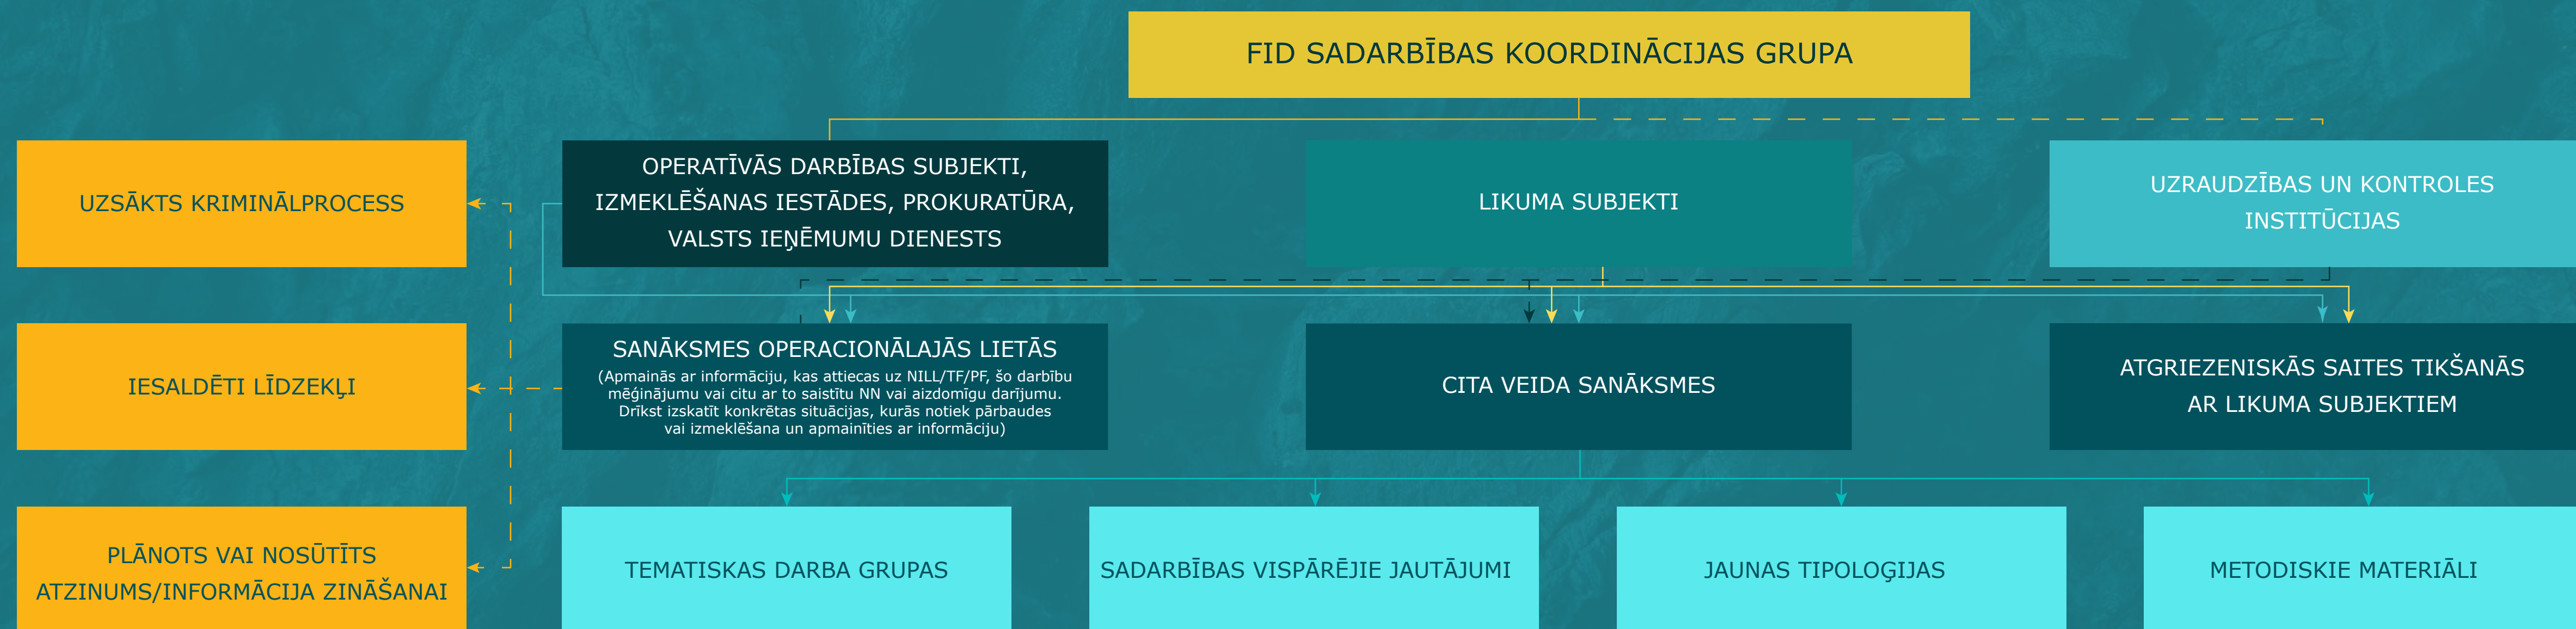 FID SADARBĪBAS KOORDINĀCIJAS GRUPA
UZSĀKTS KRIMINĀLPROCESS
OPERATĪVĀS DARBĪBAS SUBJEKTI,
IZMEKLĒŠANAS IESTĀDES, PROKURATŪRA,
VALSTS IEŅĒMUMU DIENESTS
LIKUMA SUBJEKTI
UZRAUDZĪBAS UN KONTROLES
INSTITŪCIJAS
IESALDĒTI LĪDZEKĻI
SANĀKSMES OPERACIONĀLAJĀS LIETĀS
(Apmainās ar informāciju, kas attiecas uz NILL/TF/PF, šo darbību
mēģinājumu vai citu ar to saistītu NN vai aizdomīgu darījumu.
Drīkst izskatīt konkrētas situācijas, kurās notiek pārbaudes
vai izmeklēšana un apmainīties ar informāciju)
CITA VEIDA SANĀKSMES
ATGRIEZENISKĀS SAITES TIKŠANĀS
AR LIKUMA SUBJEKTIEM
PLĀNOTS VAI NOSŪTĪTS
ATZINUMS/INFORMĀCIJA ZINĀŠANAI
TEMATISKAS DARBA GRUPAS
SADARBĪBAS VISPĀRĒJIE JAUTĀJUMI
JAUNAS TIPOLOĢIJAS
METODISKIE MATERIĀLI